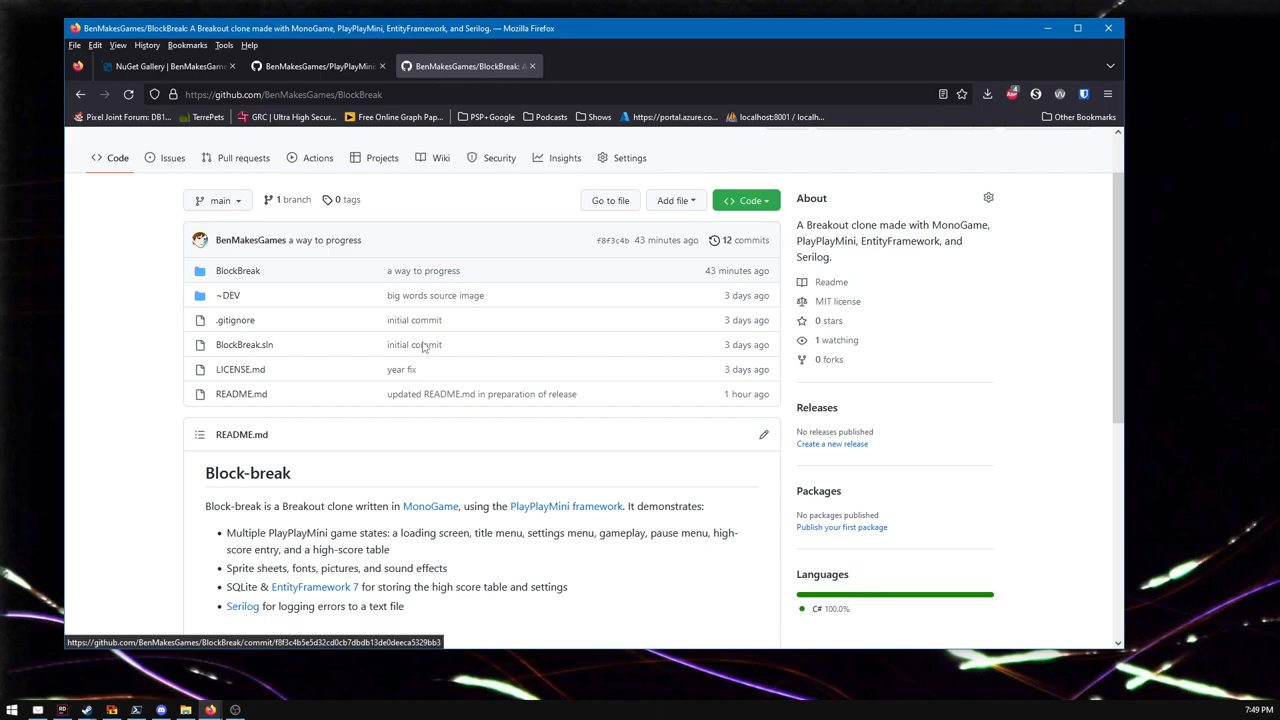 BenMakesGames/BlockBreak: A Breakout clone made with MonoGame, PlayPlayMini, EntityFramework, and Serilog. — Mozilla Firefox
File Edit View History Bookmarks Tools Help
NuGet Gallery | BenMakesGame
BenMakesGames/PlayPlayMini:
BenMakesGames/BlockBreak: A
https://github.com/BenMakesGames/BlockBreak
4
Pixel Joint Forum: DB1... TerrePets GRC | Ultra High Secur... Free Online Graph Pap... PSP+Google Podcasts Shows https://portal.azure.co... localhost:8001 / localh... Other Bookmarks
Code Issues Pull requests Actions Projects Wiki Security Insights Settings
main 1 branch 0 tags Go to file Add file Code
BenMakesGames a way to progress f8f3c4b 43 minutes ago 12 commits
BlockBreak a way to progress 43 minutes ago
~DEV big words source image 3 days ago
.gitignore initial commit 3 days ago
BlockBreak.sln initial commit 3 days ago
LICENSE.md year fix 3 days ago
README.md updated README.md in preparation of release 1 hour ago
README.md
Block-break
Block-break is a Breakout clone written in MonoGame, using the PlayPlayMini framework. It demonstrates:
• Multiple PlayPlayMini game states: a loading screen, title menu, settings menu, gameplay, pause menu, high-
score entry, and a high-score table
• Sprite sheets, fonts, pictures, and sound effects
• SQLite & EntityFramework 7 for storing the high score table and settings
• Serilog for logging errors to a text file
About
A Breakout clone made with MonoGame,
PlayPlayMini, EntityFramework, and
Serilog.
Readme
MIT license
0 stars
1 watching
0 forks
Releases
No releases published
Create a new release
Packages
No packages published
Publish your first package
Languages
C# 100.0%
https://github.com/BenMakesGames/BlockBreak/commit/f8f3c4b5e5d32cd0cb7dbdb13de0deeca5329bb3
RD
7:49 PM